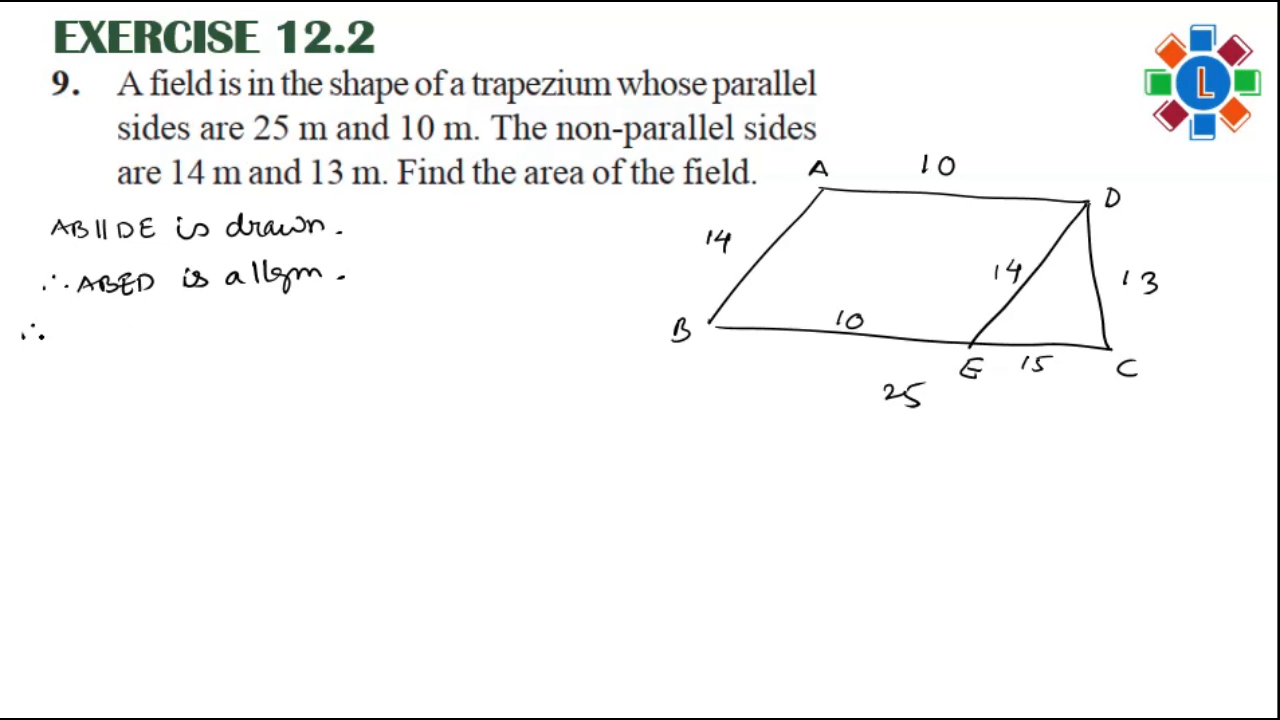 EXERCISE 12.2
9. A field is in the shape of a trapezium whose parallel
sides are 25 m and 10 m. The non-parallel sides
are 14 m and 13 m. Find the area of the field.
A
10
D
AB||DE is drawn.
14
14
13
∴ ABED is a ||gm.
B
10
∴
E
15
C
25
L